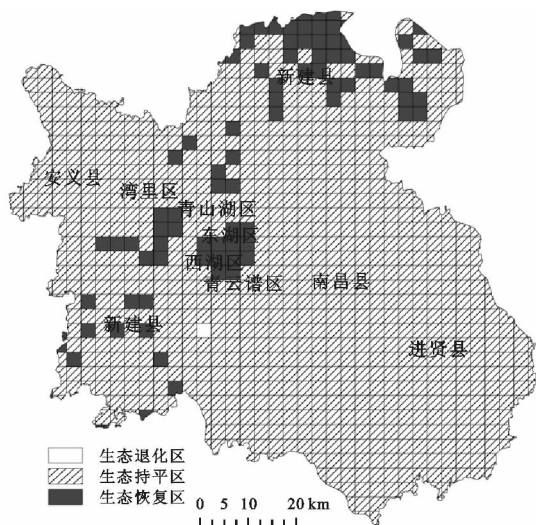 新建县
安义县
湾里区
青山湖区
东湖区
西湖区
青云谱区
南昌县
新建县
进贤县
生态退化区
生态持平区
生态恢复区
0 5 10 20 km